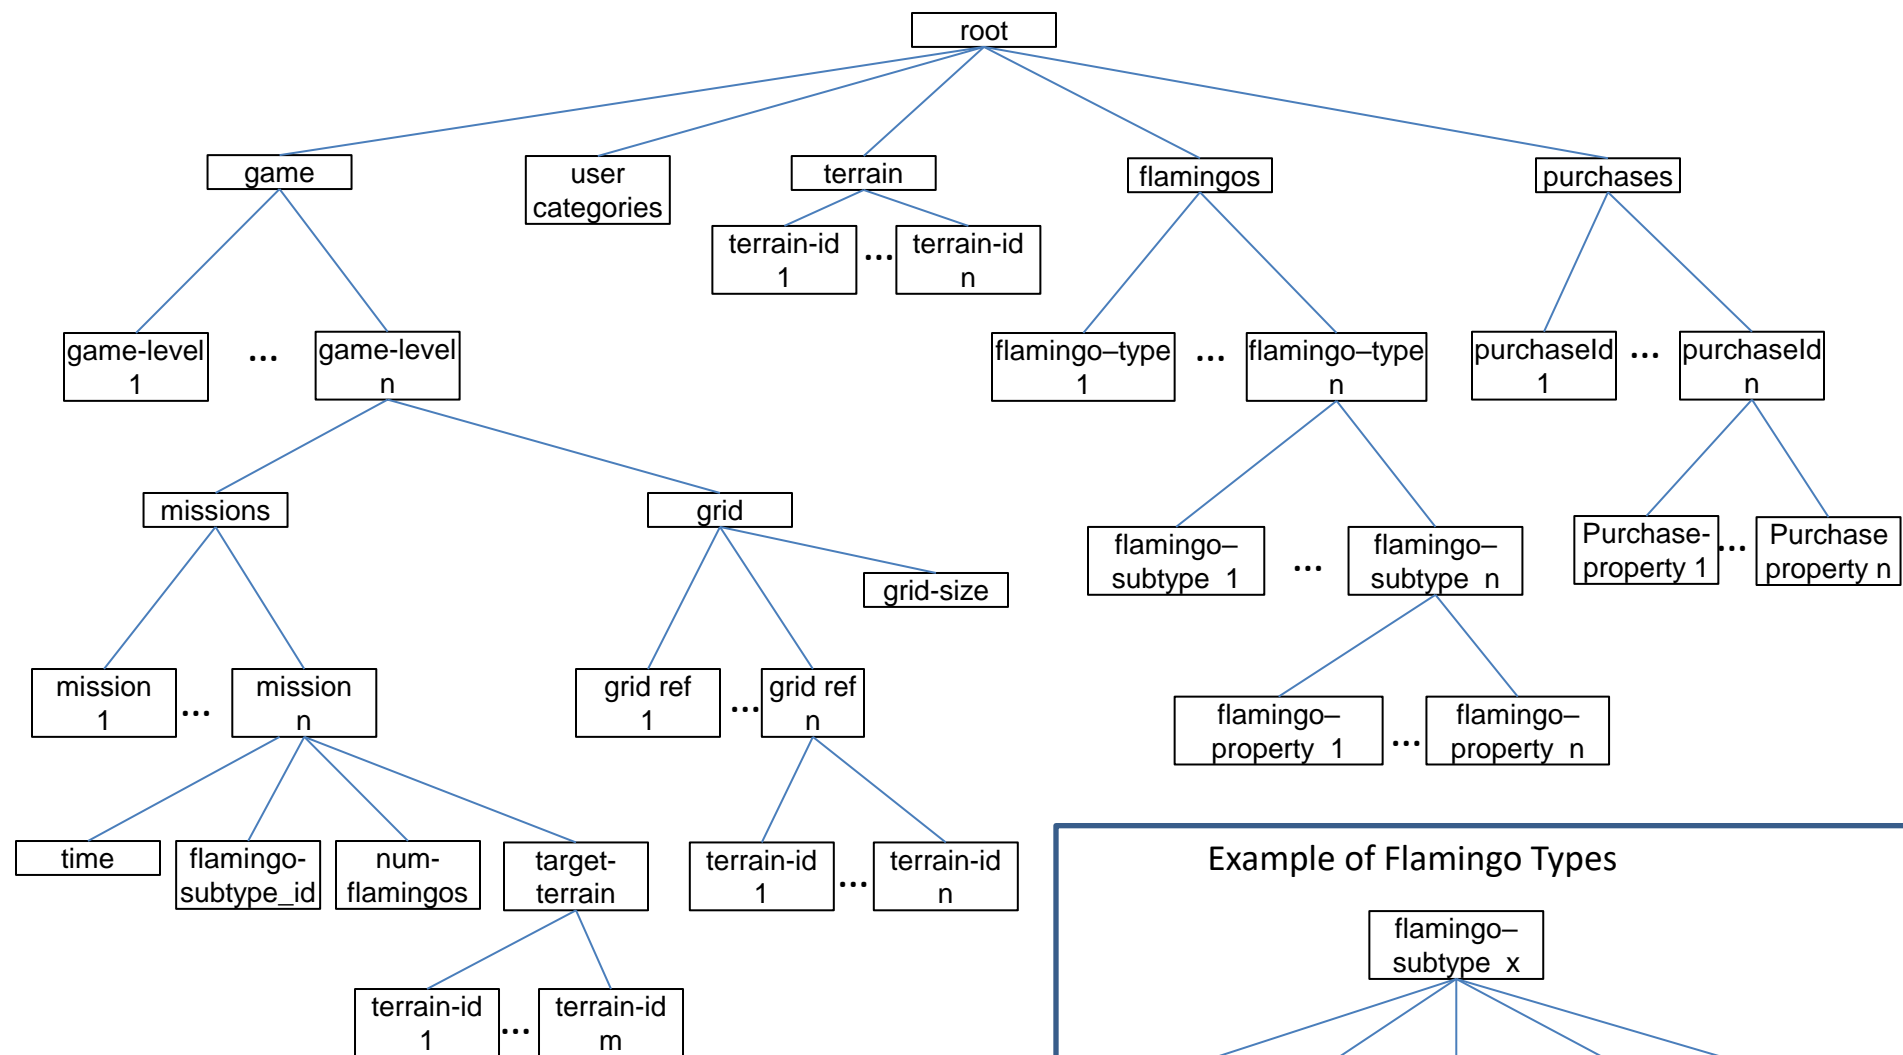 root
game
user
categories
terrain
flamingos
purchases
terrain-id
1
...
terrain-id
n
game-level
1
...
game-level
n
flamingo–type
1
...
flamingo–type
n
purchaseId
1
...
purchaseId
n
missions
grid
grid-size
flamingo–
subtype 1
...
flamingo–
subtype n
Purchase-
property 1
...
Purchase
property n
mission
1
...
mission
n
grid ref
1
...
grid ref
n
flamingo–
property 1
...
flamingo–
property n
time
flamingo-
subtype_id
num-
flamingos
target-
terrain
terrain-id
1
...
terrain-id
n
terrain-id
1
...
terrain-id
m
Example of Flamingo Types
flamingo–
subtype x